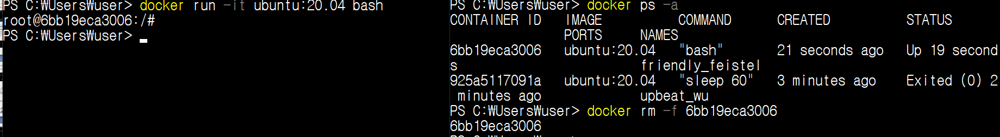 PS C:₩Users₩user> docker run -it ubuntu:20.04 bash
root@6bb19eca3006:/#
PS C:₩Users₩user>
PS C:₩Users₩user> docker ps -a
CONTAINER ID   IMAGE          COMMAND      CREATED          STATUS
               PORTS     NAMES
6bb19eca3006   ubuntu:20.04   "bash"       21 seconds ago   Up 19 second
s                        friendly_feistel
925a5117091a   ubuntu:20.04   "sleep 60"   3 minutes ago    Exited (0) 2
 minutes ago             upbeat_wu
PS C:₩Users₩user> docker rm -f 6bb19eca3006
6bb19eca3006
PS C:₩Users₩user>